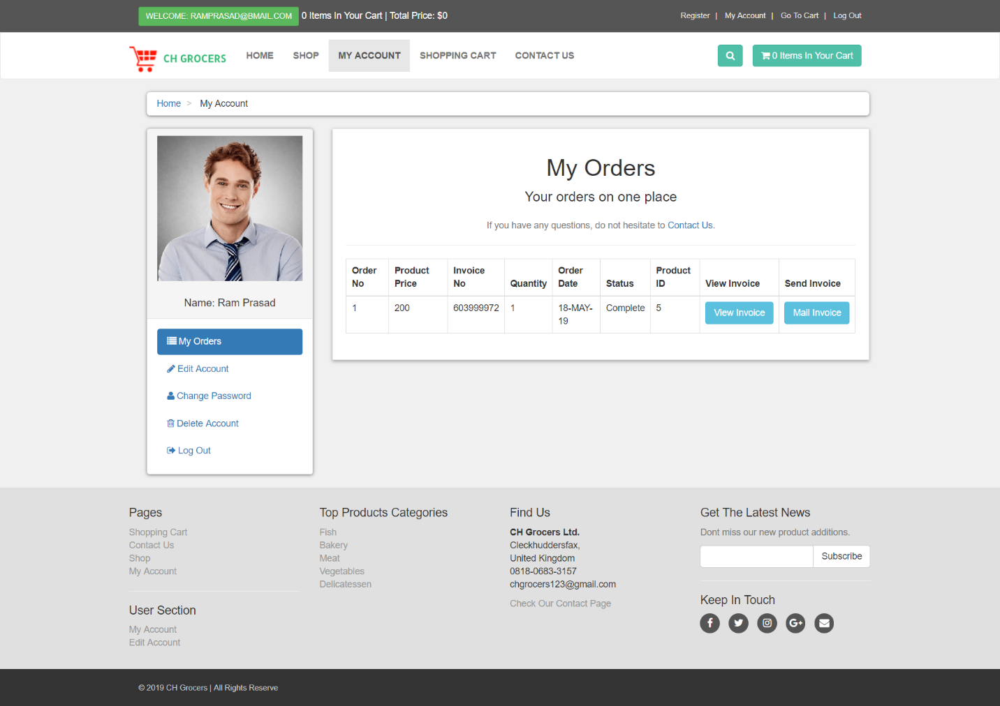 WELCOME: RAMPRASAD@BMAIL.COM 0 Items In Your Cart | Total Price: $0
Register | My Account | Go To Cart | Log Out
CH GROCERS HOME SHOP MY ACCOUNT SHOPPING CART CONTACT US
0 Items In Your Cart
Home > My Account
Name: Ram Prasad
My Orders
Edit Account
Change Password
Delete Account
Log Out
My Orders
Your orders on one place
If you have any questions, do not hesitate to Contact Us.
Order No Product Price Invoice No Quantity Order Date Status Product ID View Invoice Send Invoice
1 200 603999972 1 18-MAY-19 Complete 5 View Invoice Mail Invoice
Pages
Shopping Cart
Contact Us
Shop
My Account
User Section
My Account
Edit Account
Top Products Categories
Fish
Bakery
Meat
Vegetables
Delicatessen
Find Us
CH Grocers Ltd.
Cleckhuddersfax,
United Kingdom
0818-0683-3157
chgrocers123@gmail.com
Check Our Contact Page
Get The Latest News
Dont miss our new product additions.
Subscribe
Keep In Touch
© 2019 CH Grocers | All Rights Reserve